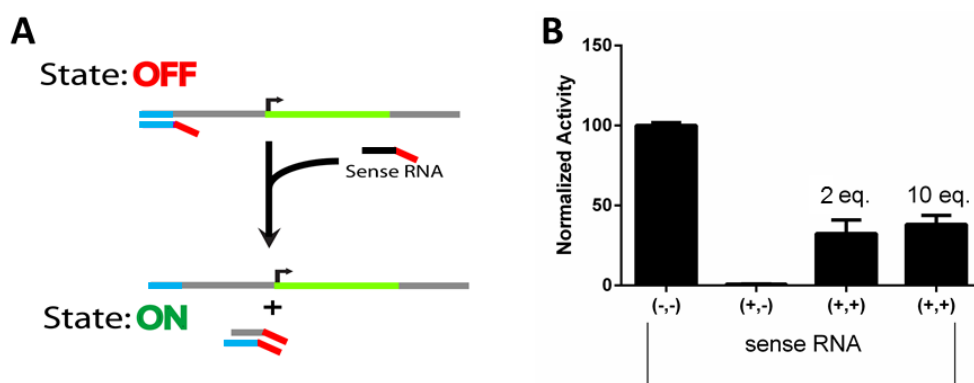 A
State: OFF
Sense RNA
State: ON
+
B
Normalized Activity
150
100
50
0
2 eq.
10 eq.
(-,-)
(+,-)
(+,+)
(+,+)
sense RNA